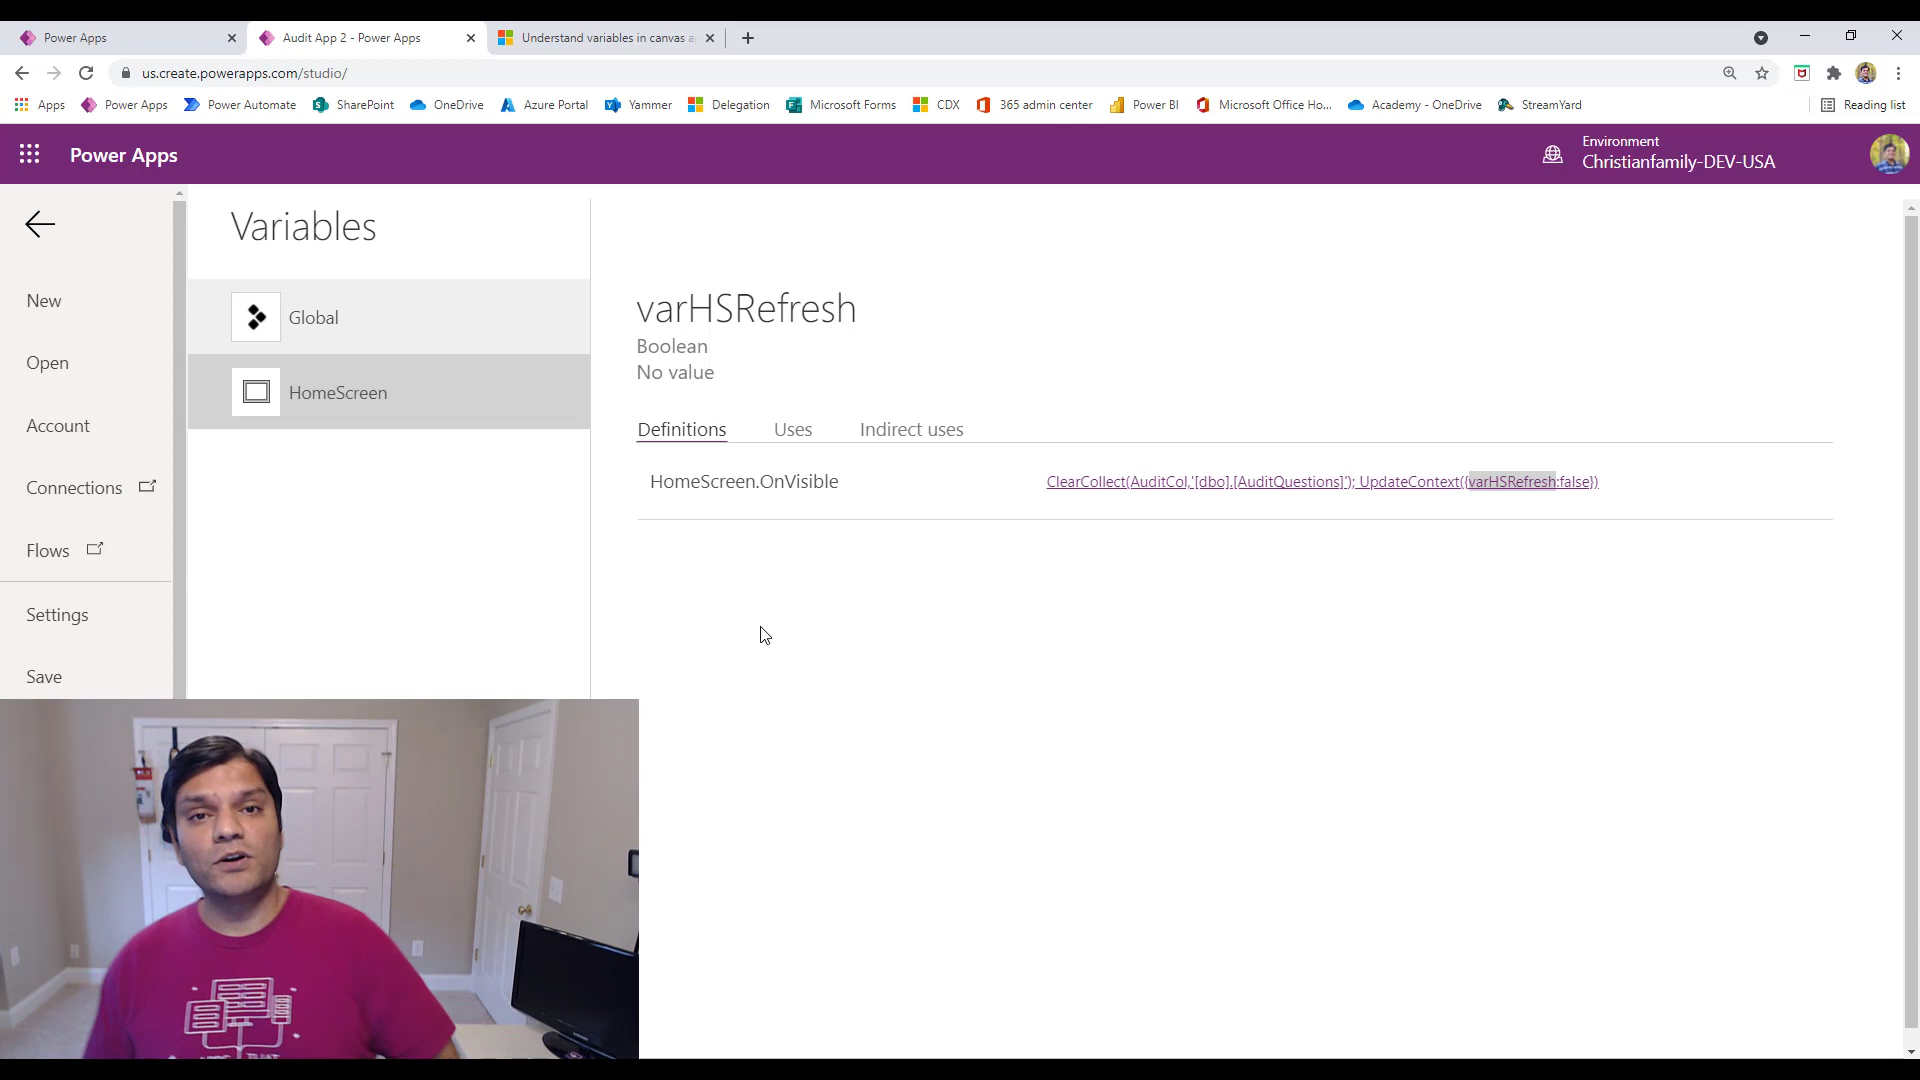 Power Apps
Audit App 2 - Power Apps
Understand variables in canvas a
us.create.powerapps.com/studio/
Apps
Power Apps
Power Automate
SharePoint
OneDrive
Azure Portal
Yammer
Delegation
Microsoft Forms
CDX
365 admin center
Power BI
Microsoft Office Ho...
Academy - OneDrive
StreamYard
Reading list
Power Apps
Environment
Christianfamily-DEV-USA
New
Open
Account
Connections
Flows
Settings
Save
Variables
Global
HomeScreen
varHSRefresh
Boolean
No value
Definitions
Uses
Indirect uses
HomeScreen.OnVisible
ClearCollect(AuditCol,'[dbo].[AuditQuestions]'); UpdateContext({varHSRefresh:false})